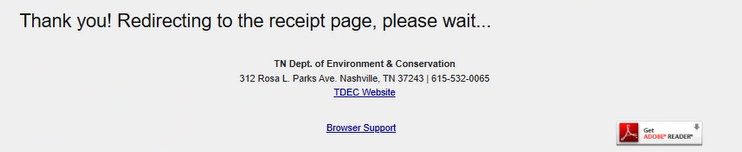 Thank you! Redirecting to the receipt page, please wait...
TN Dept. of Environment & Conservation
312 Rosa L. Parks Ave. Nashville, TN 37243 | 615-532-0065
TDEC Website
Browser Support
Get
ADOBE® READER®